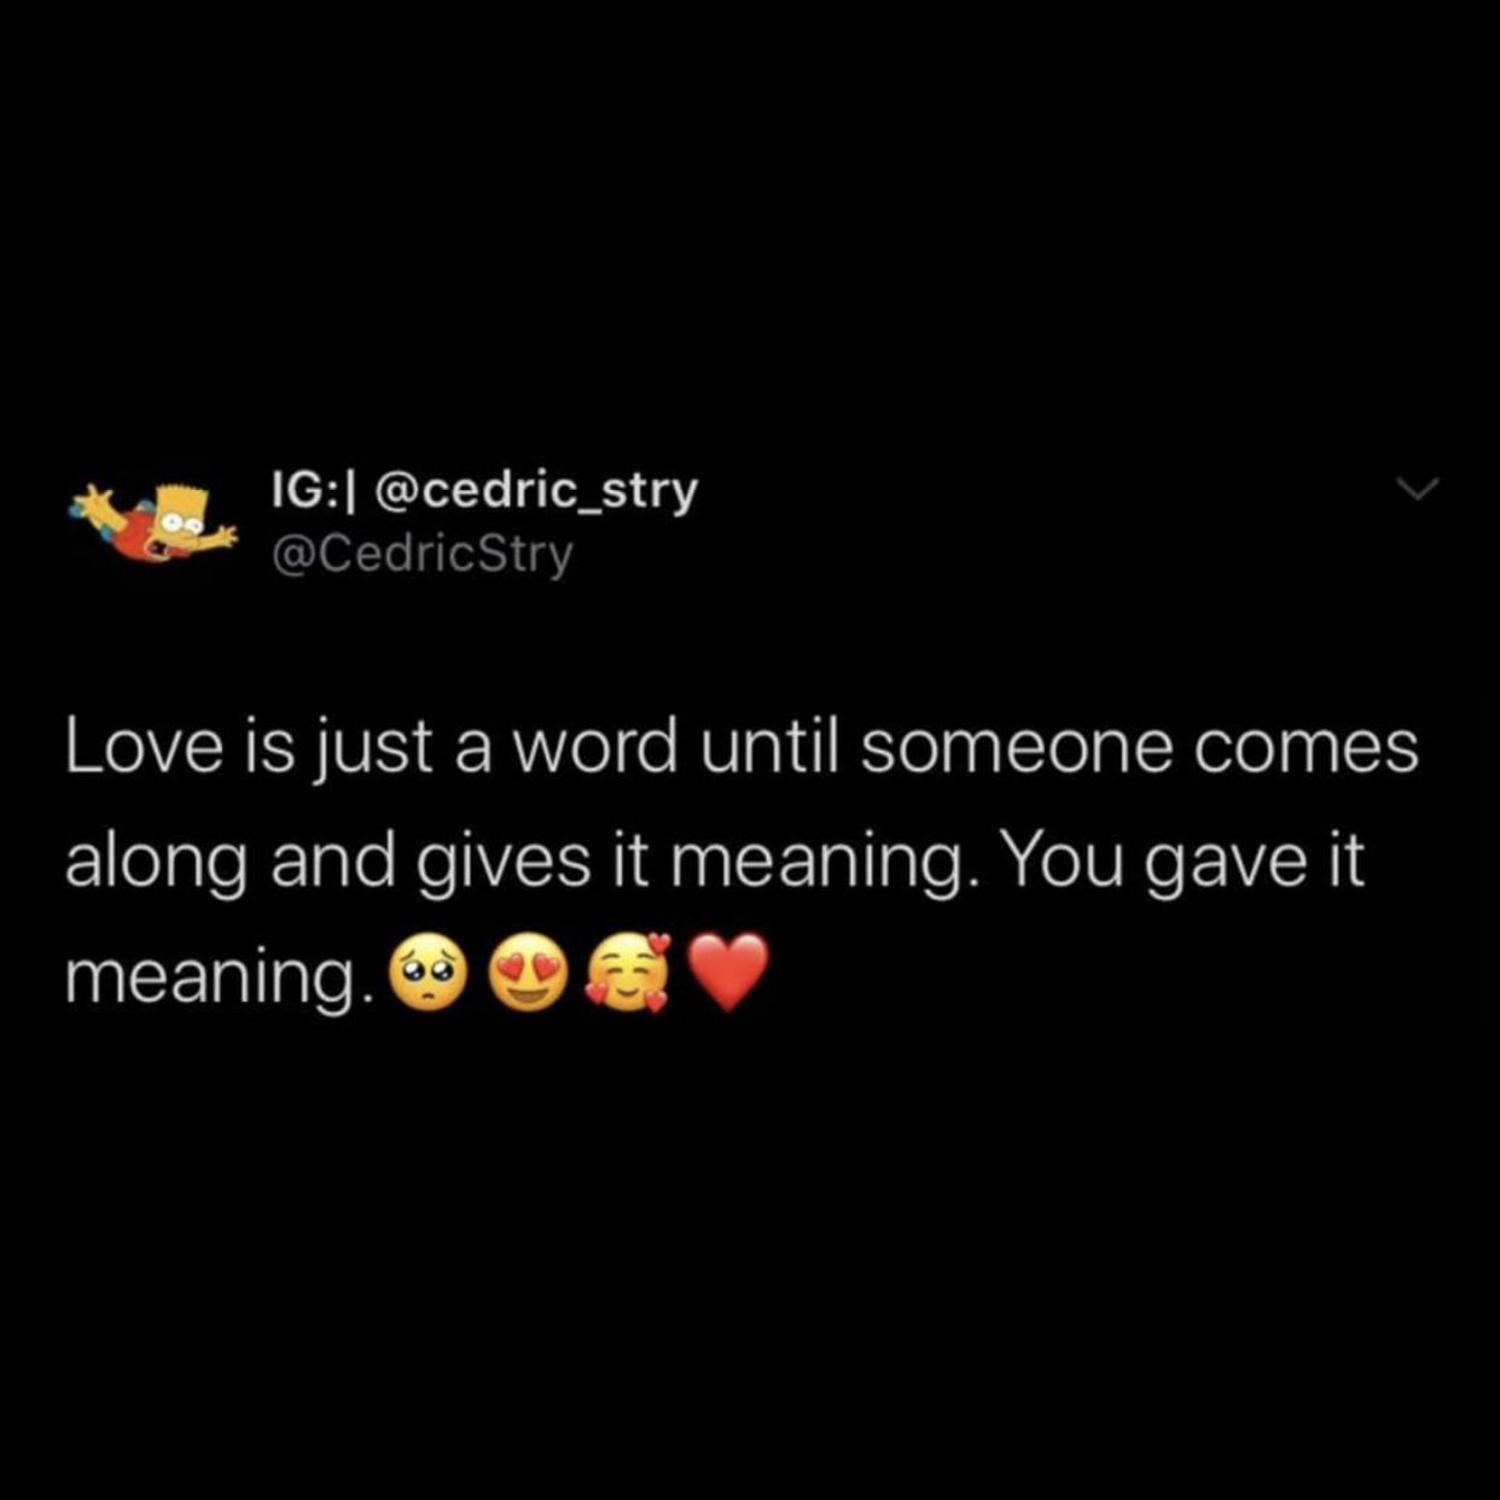 IG:| @cedric_stry
@CedricStry
Love is just a word until someone comes
along and gives it meaning. You gave it
meaning. 🥺😍🥰❤️